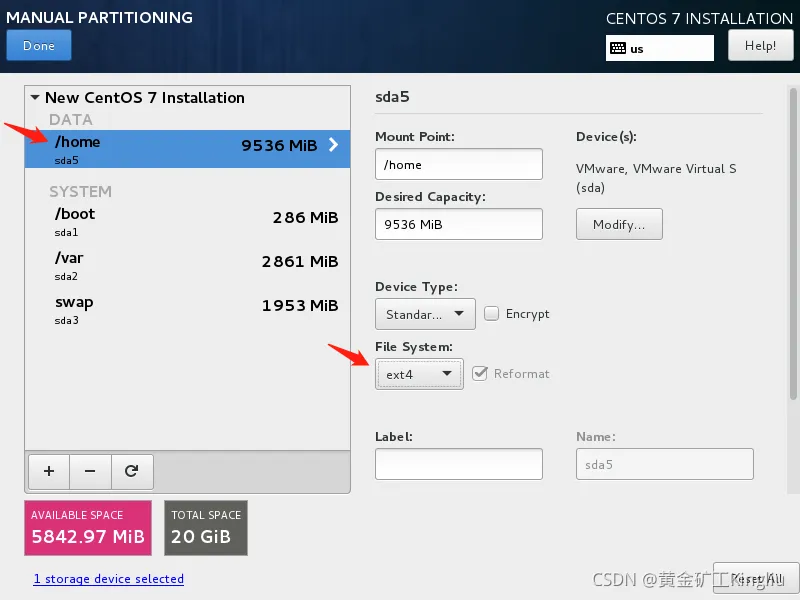 MANUAL PARTITIONING
CENTOS 7 INSTALLATION
Done
us
Help!
New CentOS 7 Installation
DATA
/home
9536 MiB
sda5
SYSTEM
/boot
286 MiB
sda1
/var
2861 MiB
sda2
swap
1953 MiB
sda3
+
−
AVAILABLE SPACE
5842.97 MiB
TOTAL SPACE
20 GiB
1 storage device selected
sda5
Mount Point:
/home
Desired Capacity:
9536 MiB
Device(s):
VMware, VMware Virtual S
(sda)
Modify...
Device Type:
Standar...
Encrypt
File System:
ext4
Reformat
Label:
Name:
sda5
Reset All
CSDN @黄金矿工Kingliu